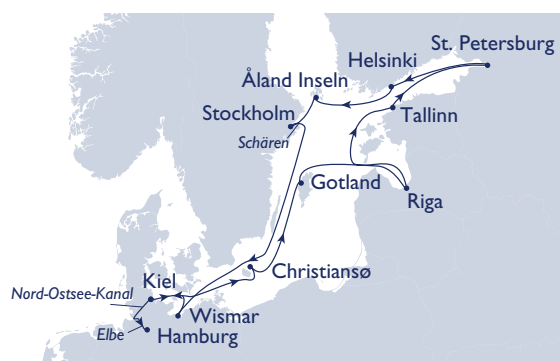 St. Petersburg
Helsinki
Åland Inseln
Stockholm
Tallinn
Schären
Gotland
Riga
Christiansø
Kiel
Nord-Ostsee-Kanal
Wismar
Elbe
Hamburg